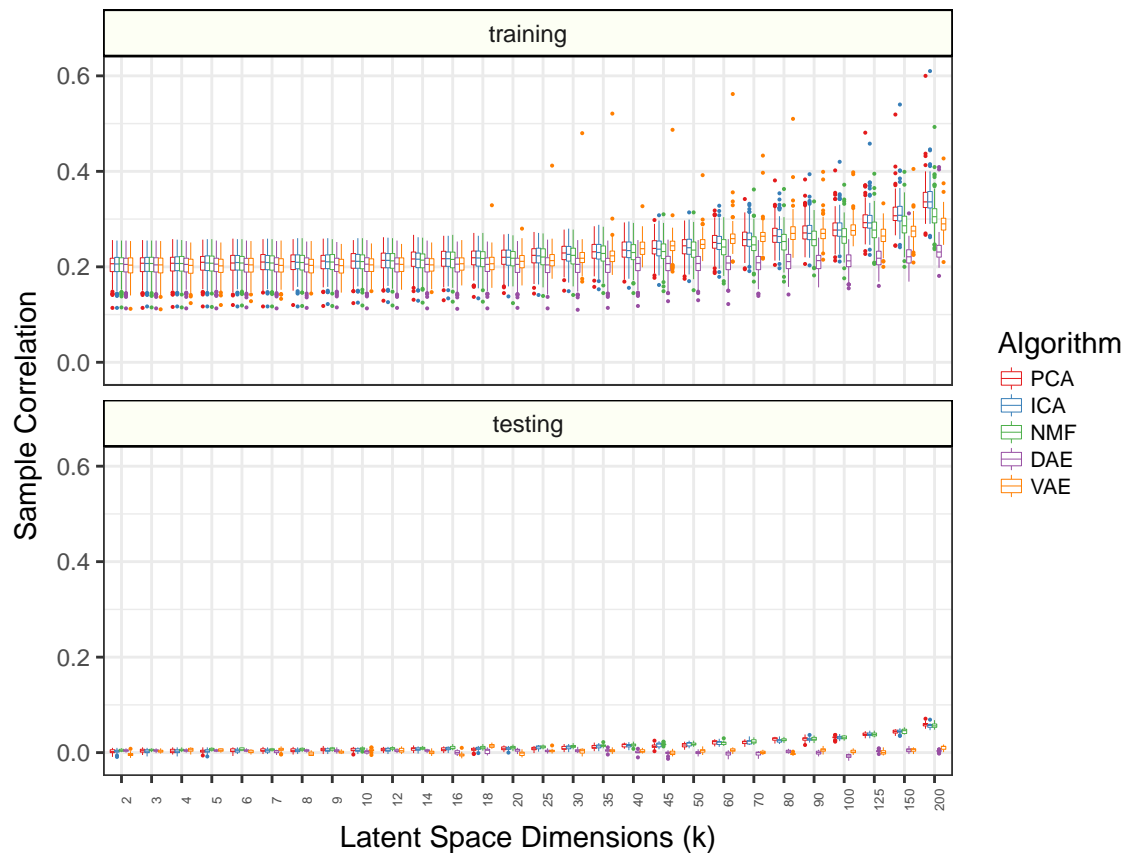 training
0.6
0.4
0.2
0.0
testing
0.6
0.4
0.2
0.0
Sample Correlation
2 3 4 5 6 7 8 9 10 12 14 16 18 20 25 30 35 40 45 50 60 70 80 90 100 125 150 200
Latent Space Dimensions (k)
Algorithm
PCA
ICA
NMF
DAE
VAE